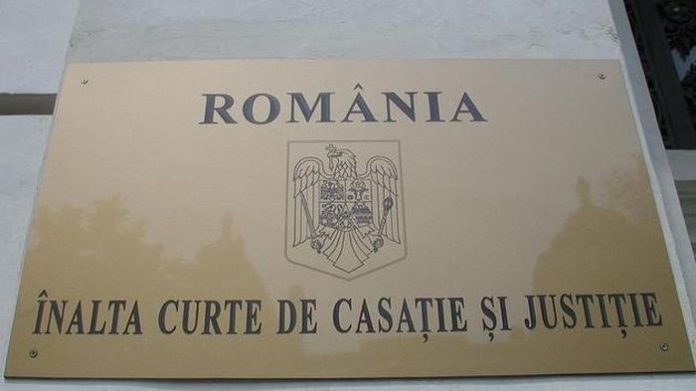 ROMÂNIA
ÎNALTA CURTE DE CASAȚIE ȘI JUSTIȚIE